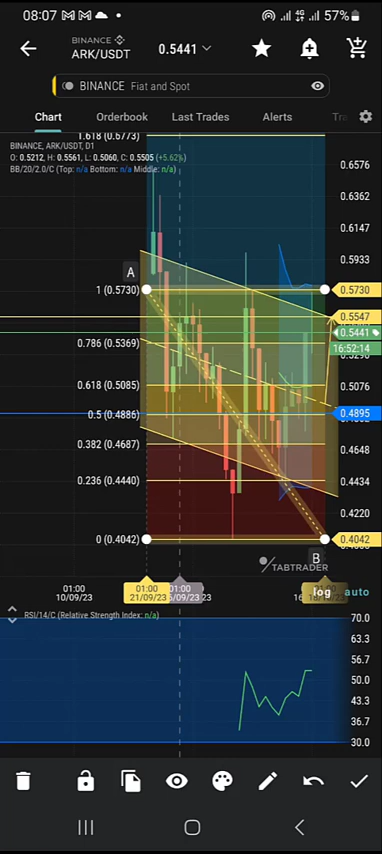 08:07 57%
BINANCE
ARK/USDT 0.5441
BINANCE Fiat and Spot
Chart Orderbook Last Trades Alerts
1.618 (0.5773)
BINANCE, ARK/USDT, D1
O: 0.5212, H: 0.5561, L: 0.5060, C: 0.5505 (+5.62%)
BB/20/2.0/C (Top: n/a Bottom: n/a Middle: n/a)
0.6576
0.6362
0.6147
0.5933
A
1 (0.5730) 0.5730
0.5547
0.5441
0.786 (0.5369)
16:52:14
0.5290
0.618 (0.5085) 0.5076
0.5 (0.4886) 0.4895
0.382 (0.4687) 0.4648
0.236 (0.4440) 0.4434
0.4220
0 (0.4042) 0.4042
B
TABTRADER
01:00 01:00 01:00
10/09/23 21/09/23
log auto
RSI/14/C (Relative Strength Index: n/a)
70.0
63.3
56.7
50.0
43.3
36.7
30.0